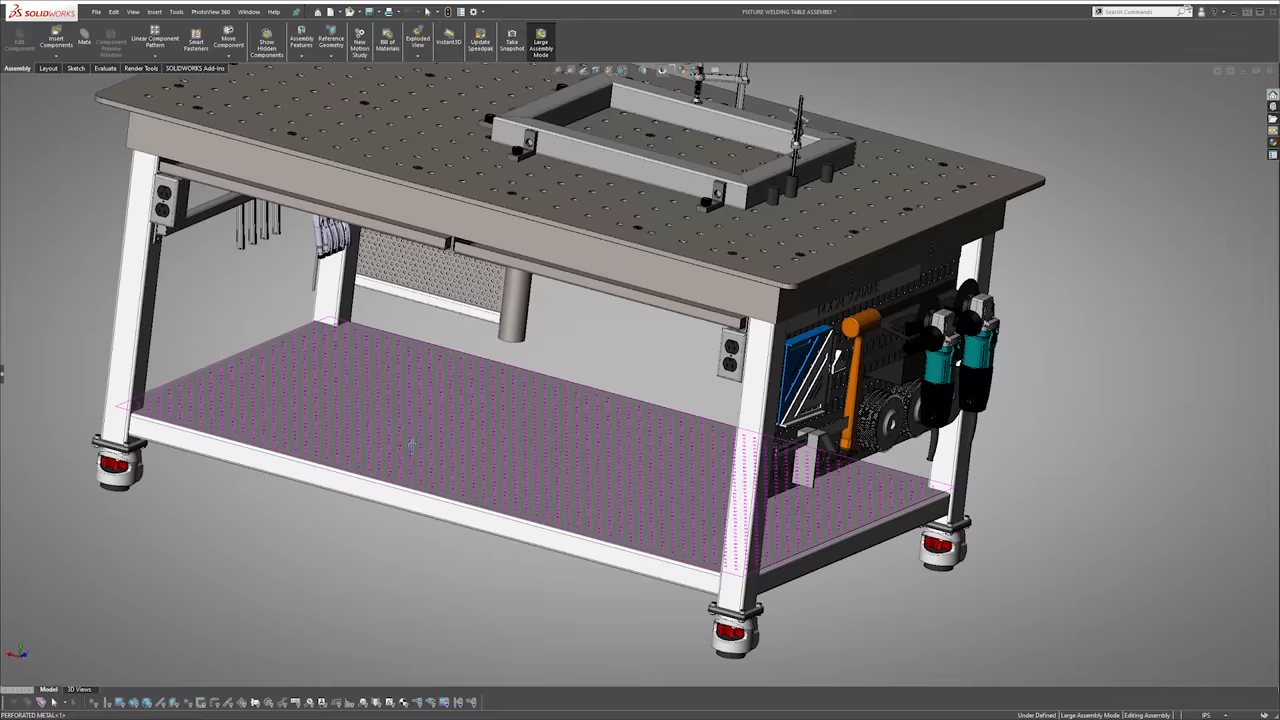 SOLIDWORKS
File Edit View Insert Tools PhotoView 360 Window Help
FIXTURE WELDING TABLE ASSEMBLY *
Search Commands
Edit Component
Insert Components
Mate
Component Preview Window
Linear Component Pattern
Smart Fasteners
Move Component
Show Hidden Components
Assembly Features
Reference Geometry
New Motion Study
Bill of Materials
Exploded View
Instant3D
Update Speedpak
Take Snapshot
Large Assembly Mode
Assembly Layout Sketch Evaluate Render Tools SOLIDWORKS Add-Ins
Model 3D Views
PERFORATED METAL<1>
Under Defined Large Assembly Mode Editing Assembly IPS